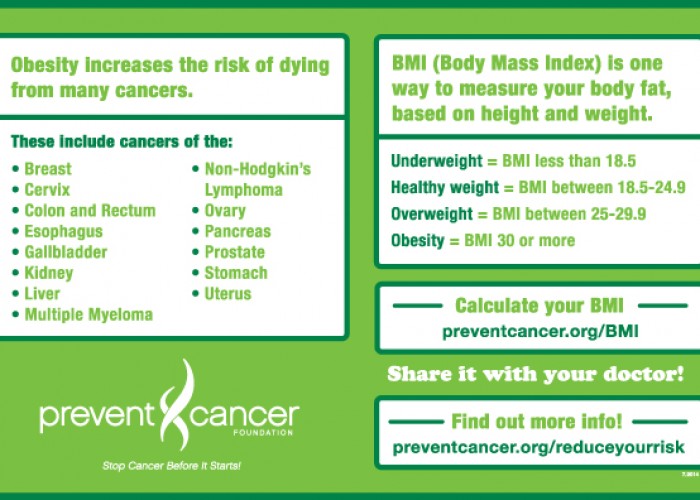 Obesity increases the risk of dying
from many cancers.
These include cancers of the:
• Breast
• Cervix
• Colon and Rectum
• Esophagus
• Gallbladder
• Kidney
• Liver
• Multiple Myeloma
• Non-Hodgkin's
Lymphoma
• Ovary
• Pancreas
• Prostate
• Stomach
• Uterus
prevent cancer
FOUNDATION
Stop Cancer Before It Starts!
BMI (Body Mass Index) is one
way to measure your body fat,
based on height and weight.
Underweight = BMI less than 18.5
Healthy weight = BMI between 18.5-24.9
Overweight = BMI between 25-29.9
Obesity = BMI 30 or more
Calculate your BMI
preventcancer.org/BMI
Share it with your doctor!
Find out more info!
preventcancer.org/reduceyourrisk